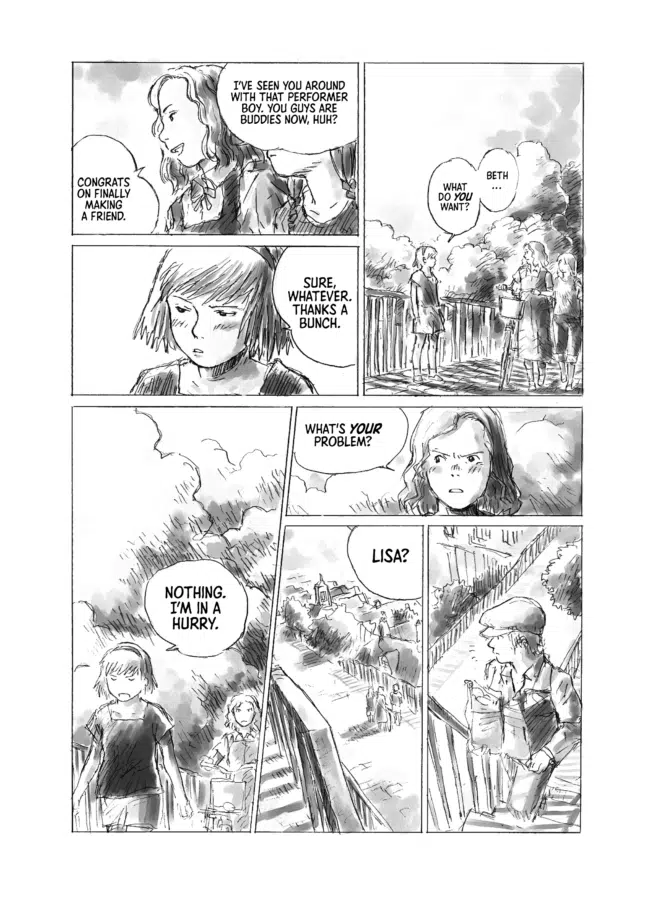 BETH
...
WHAT
DO YOU
WANT?
I'VE SEEN YOU AROUND
WITH THAT PERFORMER
BOY. YOU GUYS ARE
BUDDIES NOW, HUH?
CONGRATS
ON FINALLY
MAKING
A FRIEND.
SURE,
WHATEVER.
THANKS A
BUNCH.
WHAT'S YOUR
PROBLEM?
LISA?
NOTHING.
I'M IN A
HURRY.